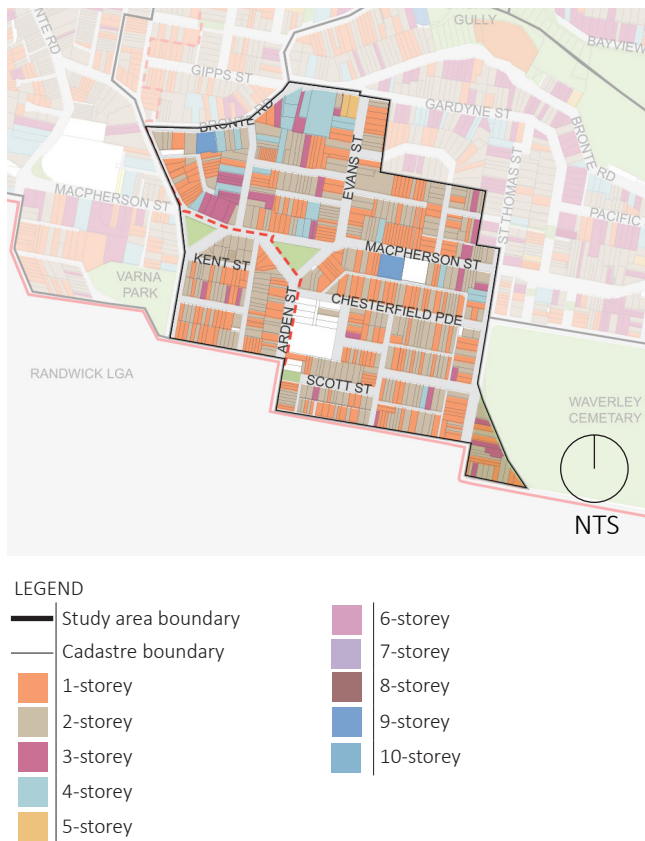 GULLY
BAYVIEW
BRONTE RD
GIPPS ST
BRONTE RD
GARDYNE ST
BRONTE RD
EVANS ST
ST THOMAS ST
MACPHERSON ST
PACIFIC
MACPHERSON ST
KENT ST
VARNA
PARK
ARDEN ST
CHESTERFIELD PDE
RANDWICK LGA
SCOTT ST
WAVERLEY
CEMETARY
NTS
LEGEND
Study area boundary
Cadastre boundary
1-storey
2-storey
3-storey
4-storey
5-storey
6-storey
7-storey
8-storey
9-storey
10-storey